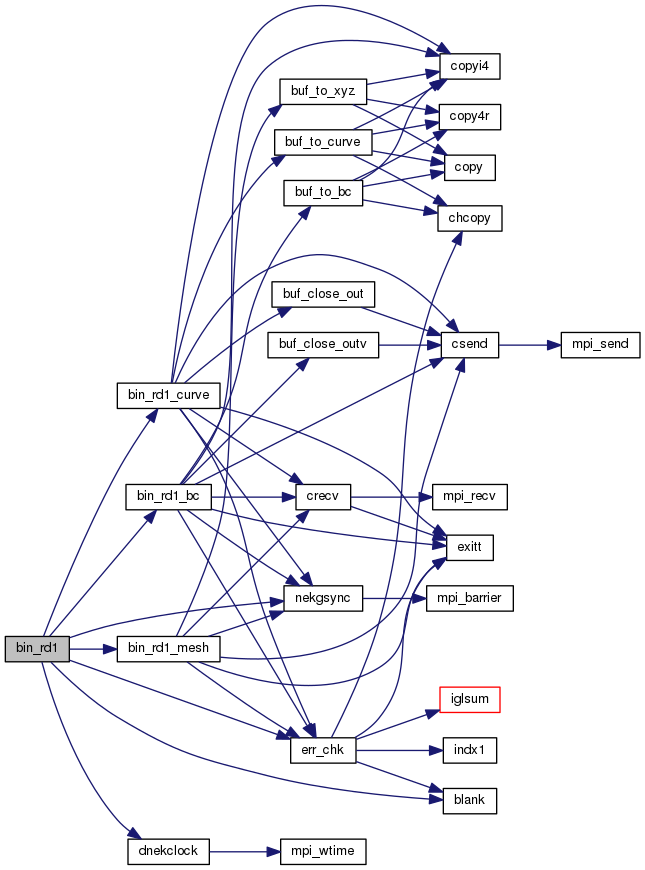 copyi4
buf_to_xyz
copy4r
buf_to_curve
copy
buf_to_bc
chcopy
buf_close_out
buf_close_outv
csend
mpi_send
bin_rd1_curve
bin_rd1_bc
crecv
mpi_recv
exitt
nekgsync
mpi_barrier
bin_rd1
bin_rd1_mesh
iglsum
err_chk
indx1
blank
dnekclock
mpi_wtime